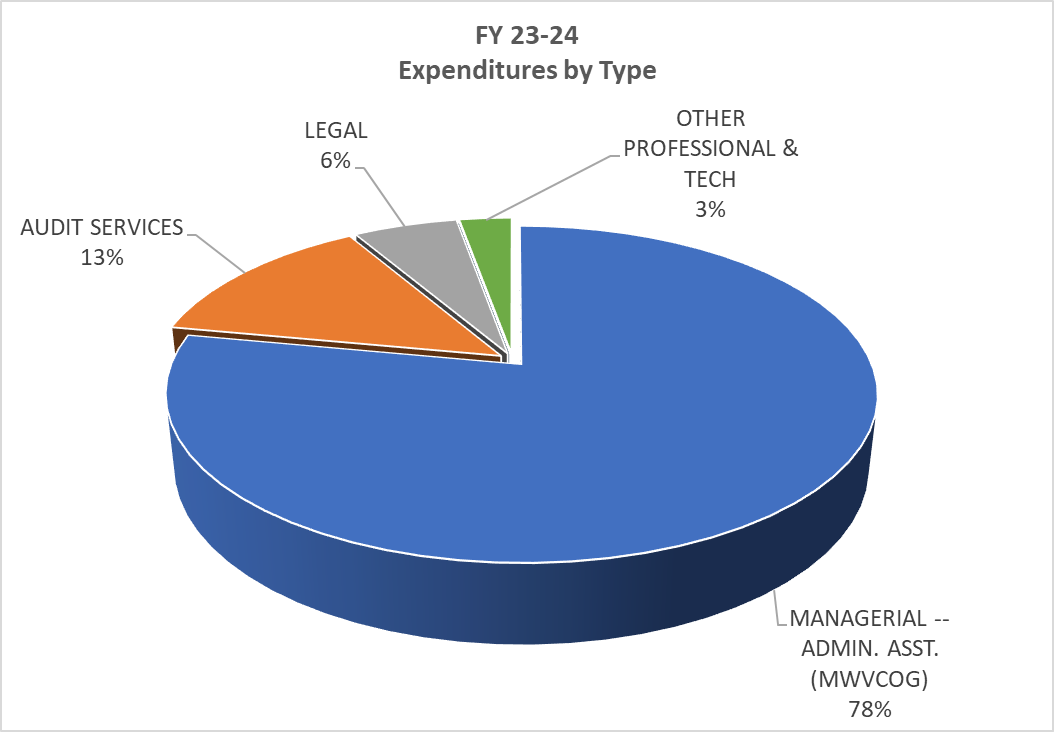 FY 23-24
Expenditures by Type
OTHER
PROFESSIONAL &
TECH
3%
LEGAL
6%
AUDIT SERVICES
13%
MANAGERIAL --
ADMIN. ASST.
(MWVCOG)
78%